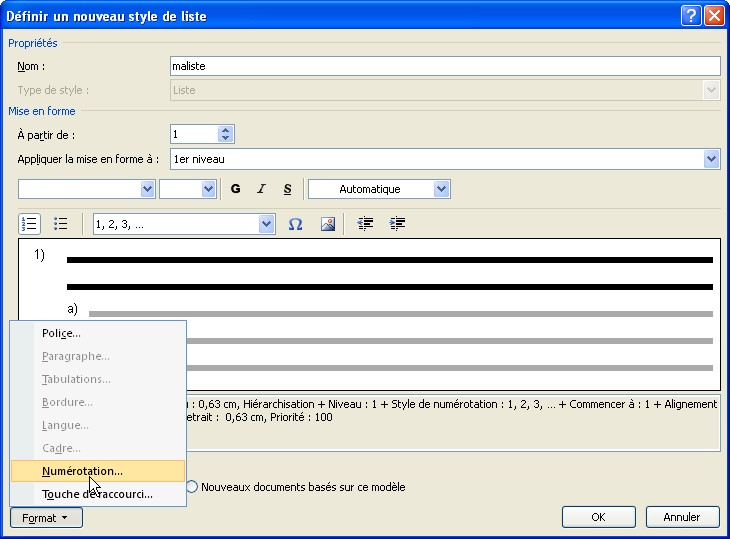 Définir un nouveau style de liste
Propriétés
Nom : maliste
Type de style : Liste
Mise en forme
À partir de : 1
Appliquer la mise en forme à : 1er niveau
G I S Automatique
1, 2, 3, ... Ω
1)
a)
Police...
Paragraphe...
Tabulations...
Bordure...
Langue...
Cadre...
Numérotation...
Touche de raccourci...
: 0,63 cm, Hiérarchisation + Niveau : 1 + Style de numérotation : 1, 2, 3, ... + Commencer à : 1 + Alignement
etrait : 0,63 cm, Priorité : 100
Nouveaux documents basés sur ce modèle
Format OK Annuler